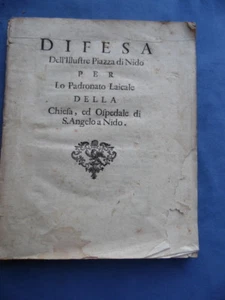 DIFESA
Dell'Illustre Piazza di Nido
PER
Lo Padronato Laicale
DELLA
Chiesa, ed Ospedale di
S. Angelo a Nido.